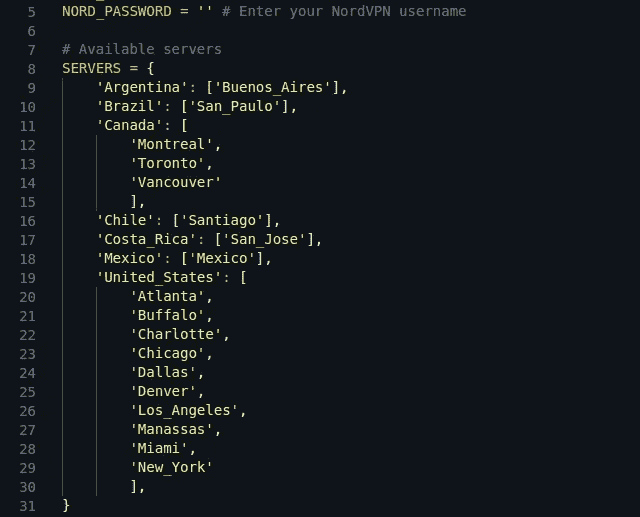 5 NORD_PASSWORD = '' # Enter your NordVPN username
6
7 # Available servers
8 SERVERS = {
9 'Argentina': ['Buenos_Aires'],
10 'Brazil': ['San_Paulo'],
11 'Canada': [
12 'Montreal',
13 'Toronto',
14 'Vancouver'
15 ],
16 'Chile': ['Santiago'],
17 'Costa_Rica': ['San_Jose'],
18 'Mexico': ['Mexico'],
19 'United_States': [
20 'Atlanta',
21 'Buffalo',
22 'Charlotte',
23 'Chicago',
24 'Dallas',
25 'Denver',
26 'Los_Angeles',
27 'Manassas',
28 'Miami',
29 'New_York'
30 ],
31 }